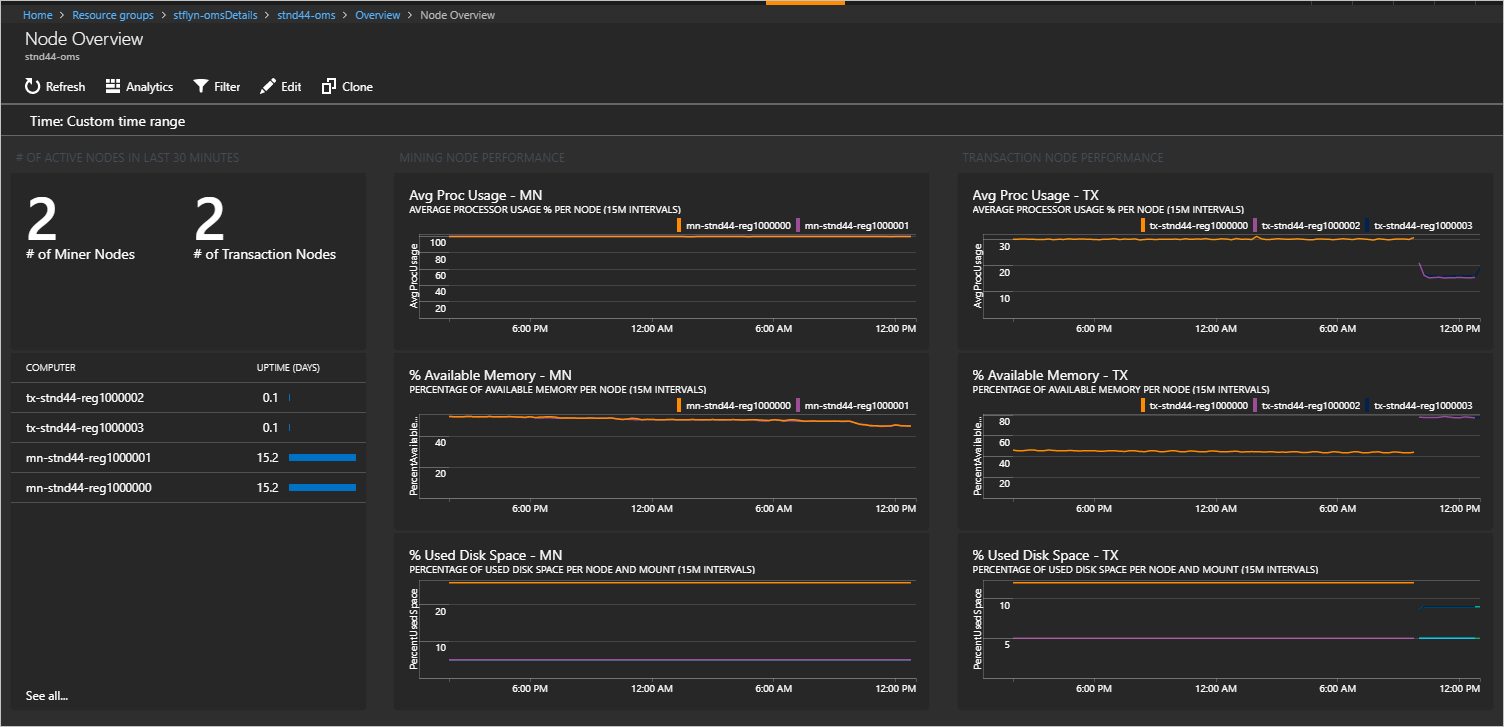 Home > Resource groups > stflyn-omsDetails > stnd44-oms > Overview > Node Overview
Node Overview
stnd44-oms
Refresh Analytics Filter Edit Clone
Time: Custom time range
# OF ACTIVE NODES IN LAST 30 MINUTES
2 2
# of Miner Nodes # of Transaction Nodes
COMPUTER UPTIME (DAYS)
tx-stnd44-reg1000002 0.1
tx-stnd44-reg1000003 0.1
mn-stnd44-reg1000001 15.2
mn-stnd44-reg1000000 15.2
See all...
MINING NODE PERFORMANCE
Avg Proc Usage - MN
AVERAGE PROCESSOR USAGE % PER NODE (15M INTERVALS)
mn-stnd44-reg1000000 mn-stnd44-reg1000001
AvgProcUsage
100
80
60
40
20
6:00 PM 12:00 AM 6:00 AM 12:00 PM
% Available Memory - MN
PERCENTAGE OF AVAILABLE MEMORY PER NODE (15M INTERVALS)
mn-stnd44-reg1000000 mn-stnd44-reg1000001
PercentAvailable...
40
20
6:00 PM 12:00 AM 6:00 AM 12:00 PM
% Used Disk Space - MN
PERCENTAGE OF USED DISK SPACE PER NODE AND MOUNT (15M INTERVALS)
PercentUsedSpace
20
10
6:00 PM 12:00 AM 6:00 AM 12:00 PM
TRANSACTION NODE PERFORMANCE
Avg Proc Usage - TX
AVERAGE PROCESSOR USAGE % PER NODE (15M INTERVALS)
tx-stnd44-reg1000000 tx-stnd44-reg1000002 tx-stnd44-reg1000003
AvgProcUsage
30
20
10
6:00 PM 12:00 AM 6:00 AM 12:00 PM
% Available Memory - TX
PERCENTAGE OF AVAILABLE MEMORY PER NODE (15M INTERVALS)
tx-stnd44-reg1000000 tx-stnd44-reg1000002 tx-stnd44-reg1000003
PercentAvailable...
80
60
40
20
6:00 PM 12:00 AM 6:00 AM 12:00 PM
% Used Disk Space - TX
PERCENTAGE OF USED DISK SPACE PER NODE AND MOUNT (15M INTERVALS)
PercentUsedSpace
10
5
6:00 PM 12:00 AM 6:00 AM 12:00 PM